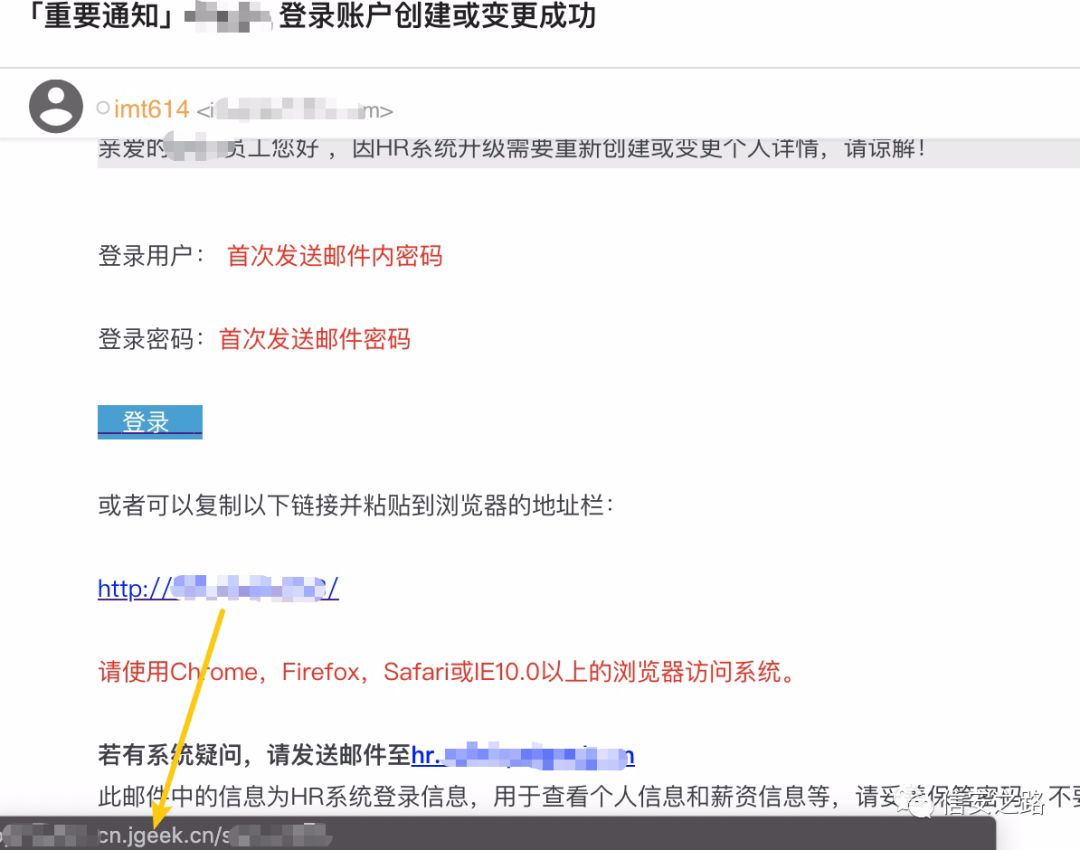 「重要通知」 登录账户创建或变更成功
imt614 <i m>
亲爱的 员工您好 ，因HR系统升级需要重新创建或变更个人详情，请谅解！
登录用户： 首次发送邮件内密码
登录密码：首次发送邮件密码
登录
或者可以复制以下链接并粘贴到浏览器的地址栏：
http:// /
请使用Chrome，Firefox，Safari或IE10.0以上的浏览器访问系统。
若有系统疑问，请发送邮件至hr. n
此邮件中的信息为HR系统登录信息，用于查看个人信息和薪资信息等，请妥善保管密码，不要
信安之路
cn.jgeek.cn/s